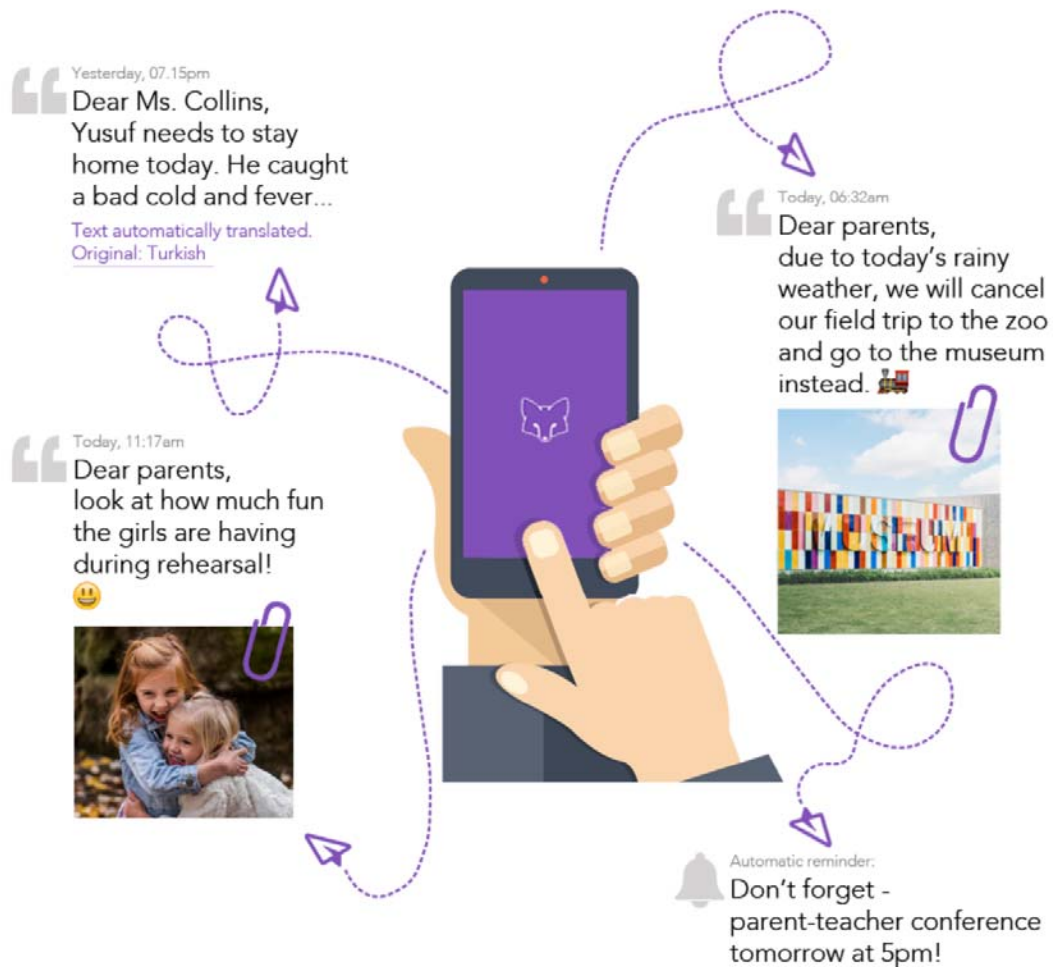 Yesterday, 07.15pm
Dear Ms. Collins,
Yusuf needs to stay
home today. He caught
a bad cold and fever...
Text automatically translated.
Original: Turkish
Today, 06:32am
Dear parents,
due to today's rainy
weather, we will cancel
our field trip to the zoo
and go to the museum
instead.
MUSEUM
Today, 11:17am
Dear parents,
look at how much fun
the girls are having
during rehearsal!
Automatic reminder:
Don't forget -
parent-teacher conference
tomorrow at 5pm!